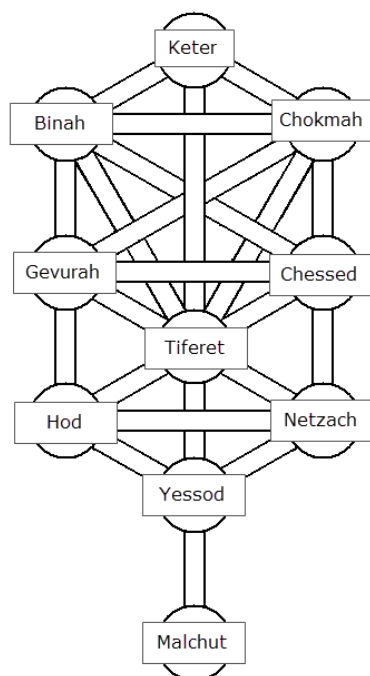 Keter
Binah
Chokmah
Gevurah
Chessed
Tiferet
Hod
Netzach
Yessod
Malchut